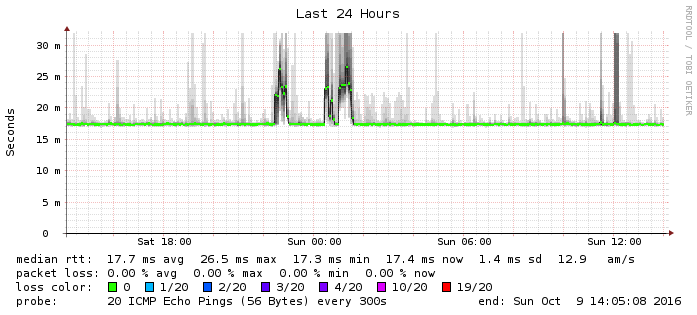 Last 24 Hours
RRDTOOL / TOBI OETIKER
Seconds
30 m
25 m
20 m
15 m
10 m
5 m
0
Sat 18:00 Sun 00:00 Sun 06:00 Sun 12:00
median rtt: 17.7 ms avg 26.5 ms max 17.3 ms min 17.4 ms now 1.4 ms sd 12.9 am/s
packet loss: 0.00 % avg 0.00 % max 0.00 % min 0.00 % now
loss color: 0 1/20 2/20 3/20 4/20 10/20 19/20
probe: 20 ICMP Echo Pings (56 Bytes) every 300s end: Sun Oct 9 14:05:08 2016